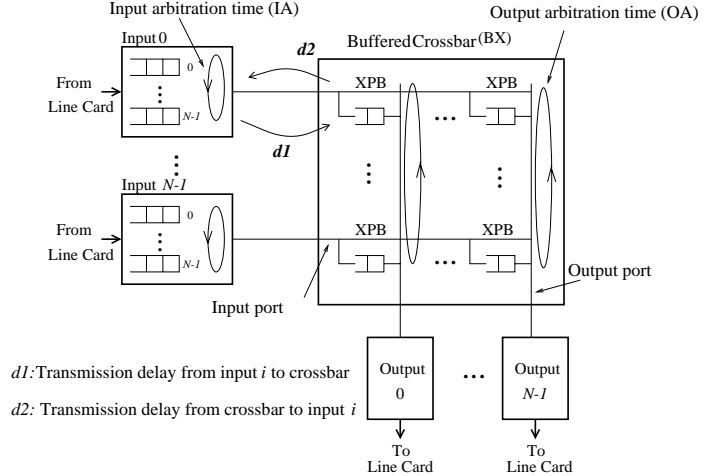 Input arbitration time (IA)
Output arbitration time (OA)
Input 0
d2
Buffered Crossbar (BX)
From
Line Card
0
N-1
d1
XPB
XPB
Input N-1
From
Line Card
0
N-1
XPB
XPB
Input port
Output port
d1:Transmission delay from input i to crossbar
d2: Transmission delay from crossbar to input i
Output
0
Output
N-1
To
Line Card
To
Line Card